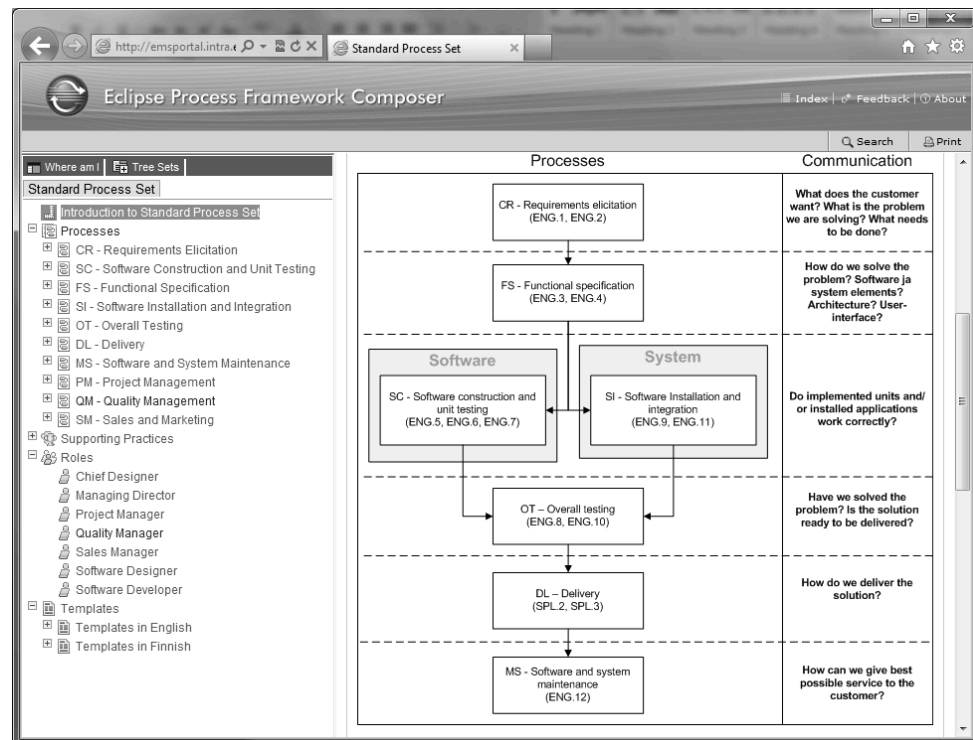 http://emsportal.intra.e
Standard Process Set
Eclipse Process Framework Composer
Index
Feedback
About
Search
Print
Where am I
Tree Sets
Standard Process Set
Introduction to Standard Process Set
Processes
CR - Requirements Elicitation
SC - Software Construction and Unit Testing
FS - Functional Specification
SI - Software Installation and Integration
OT - Overall Testing
DL - Delivery
MS - Software and System Maintenance
PM - Project Management
QM - Quality Management
SM - Sales and Marketing
Supporting Practices
Roles
Chief Designer
Managing Director
Project Manager
Quality Manager
Sales Manager
Software Designer
Software Developer
Templates
Templates in English
Templates in Finnish
Processes
Communication
CR - Requirements elicitation
(ENG.1, ENG.2)
What does the customer
want? What is the problem
we are solving? What needs
to be done?
FS - Functional specification
(ENG.3, ENG.4)
How do we solve the
problem? Software ja
system elements?
Architecture? User-
interface?
Software
SC - Software construction and
unit testing
(ENG.5, ENG.6, ENG.7)
System
SI - Software Installation and
integration
(ENG.9, ENG.11)
Do implemented units and/
or installed applications
work correctly?
OT – Overall testing
(ENG.8, ENG.10)
Have we solved the
problem? Is the solution
ready to be delivered?
DL – Delivery
(SPL.2, SPL.3)
How do we deliver the
solution?
MS - Software and system
maintenance
(ENG.12)
How can we give best
possible service to the
customer?